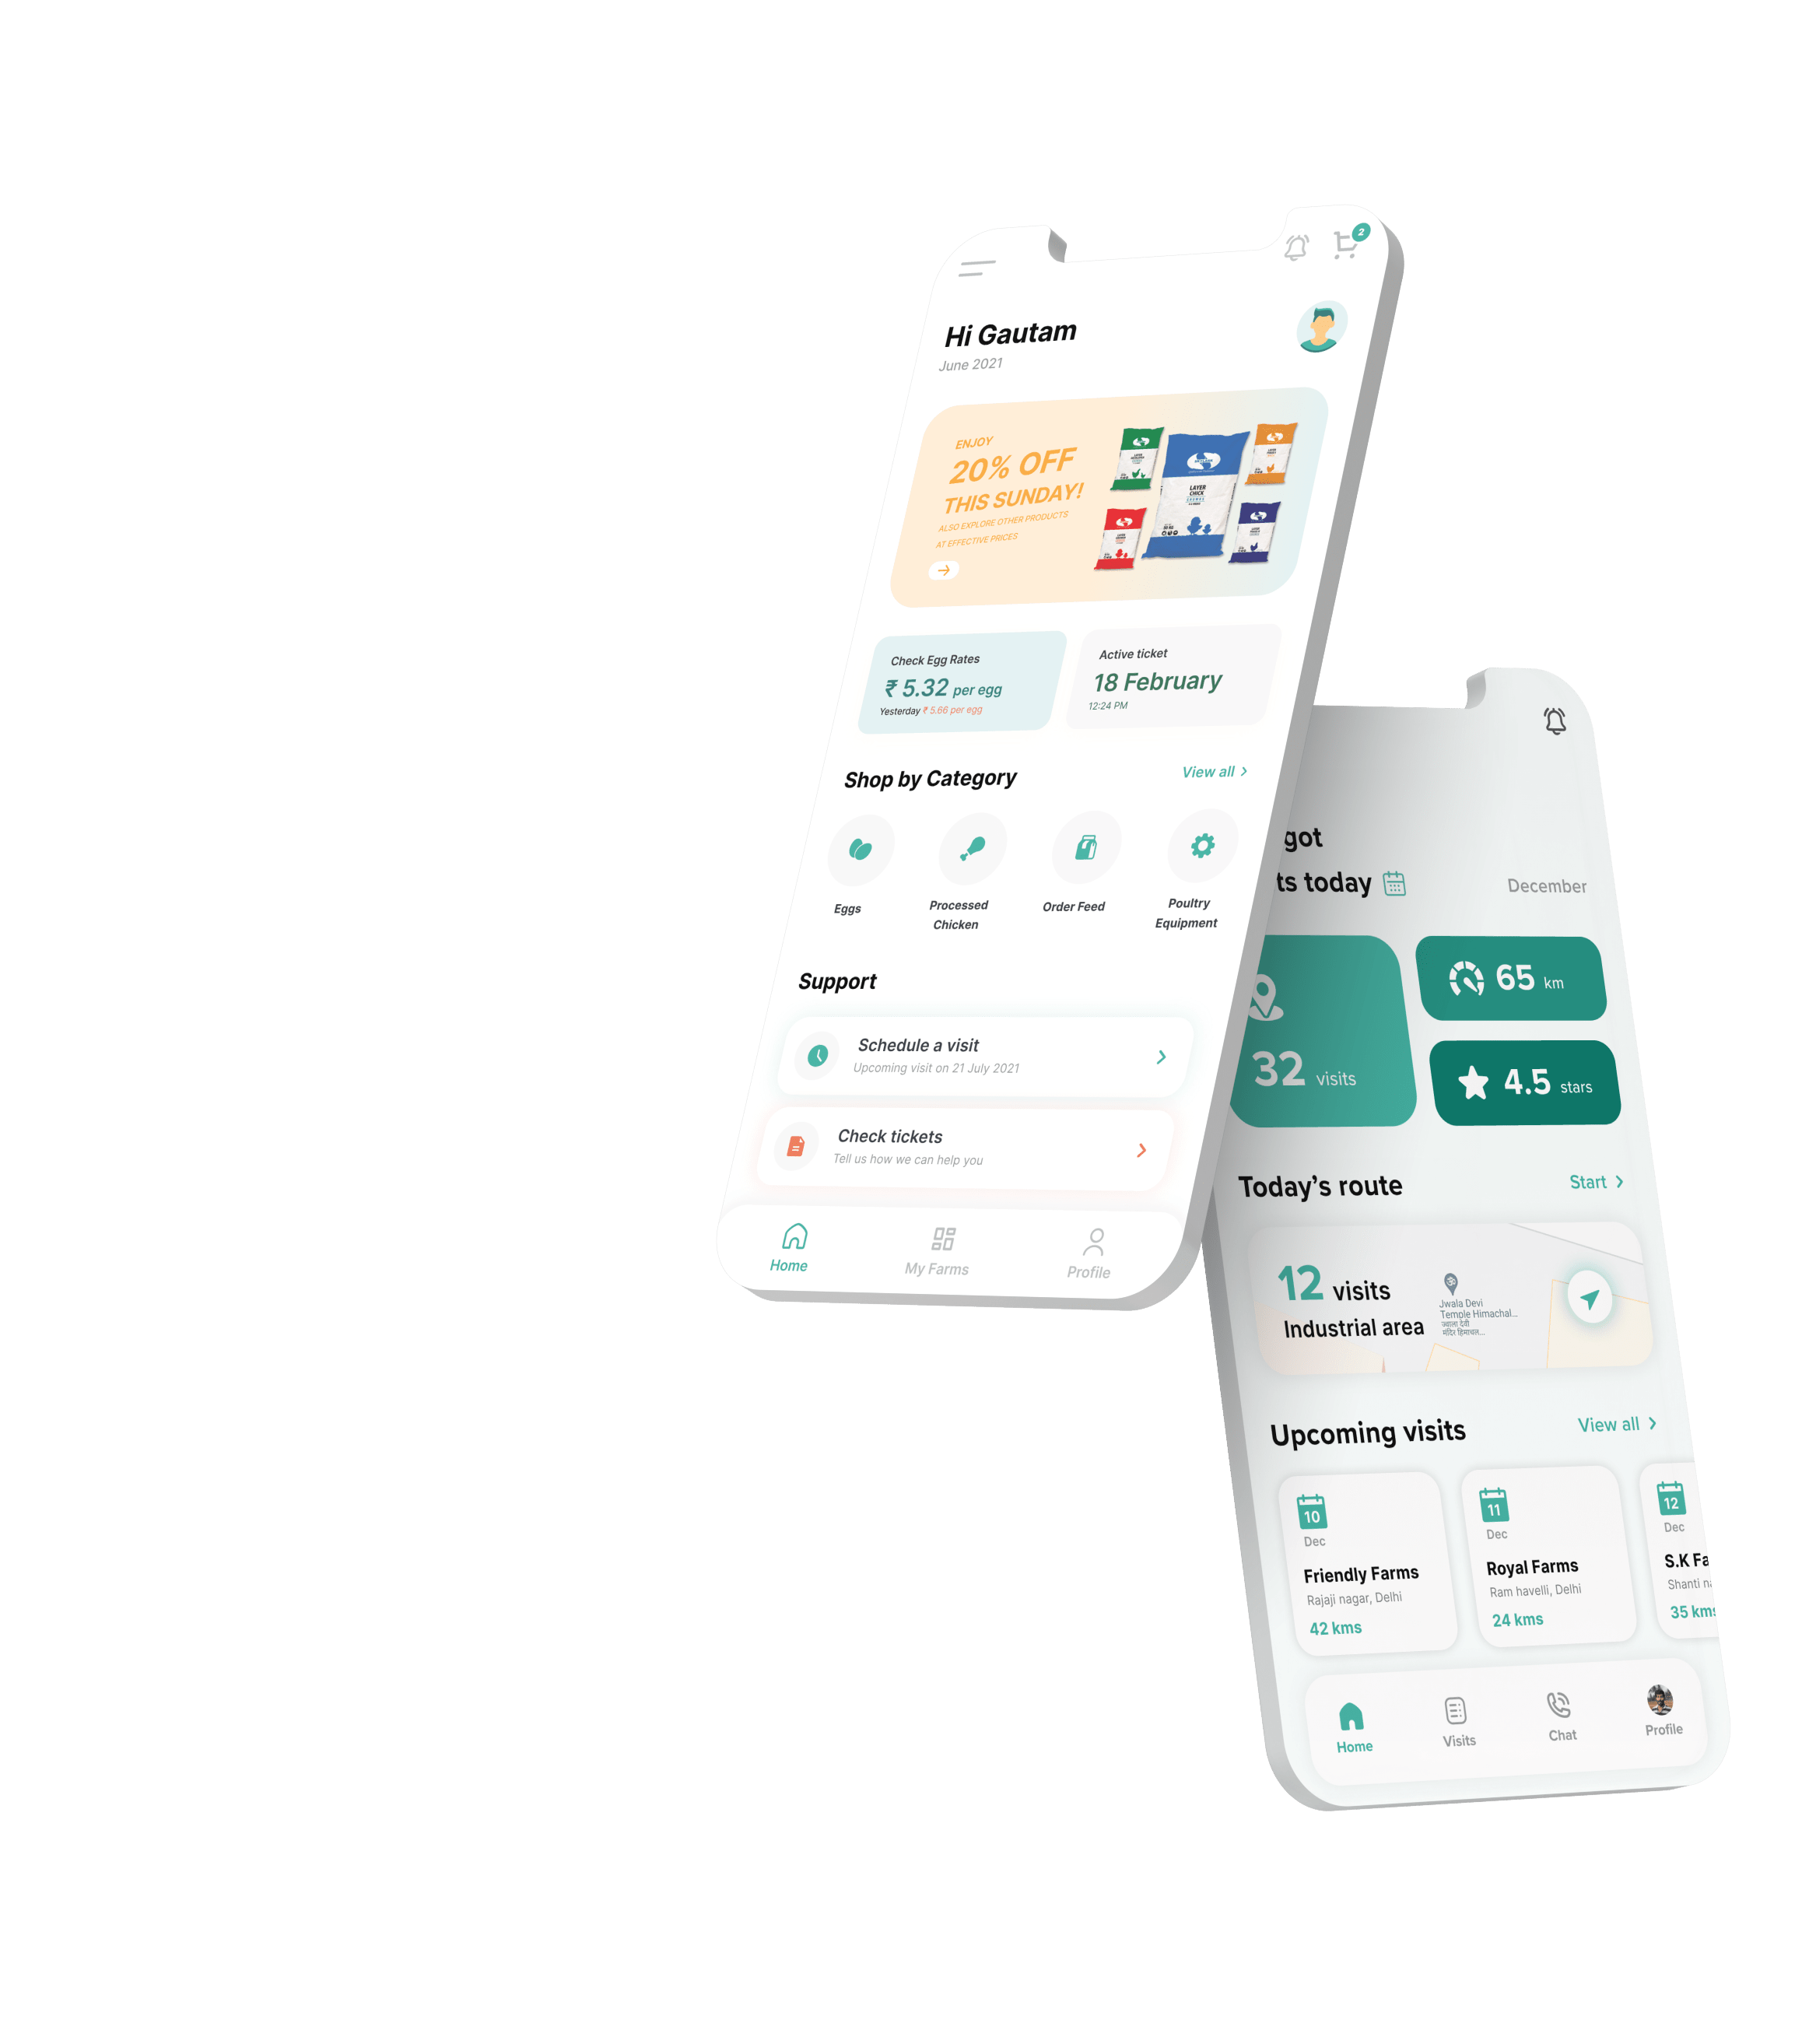 2
Hi Gautam
June 2021
ENJOY
20% OFF
THIS SUNDAY!
ALSO EXPLORE OTHER PRODUCTS
AT EFFECTIVE PRICES
LAYER
CHICK
Check Egg Rates
₹ 5.32 per egg
Yesterday ₹ 5.66 per egg
Active ticket
18 February
12:24 PM
Shop by Category
View all
Eggs
Processed
Chicken
Order Feed
Poultry
Equipment
Support
Schedule a visit
Upcoming visit on 21 July 2021
Check tickets
Tell us how we can help you
Home
My Farms
Profile
got
ts today
December
32 visits
65 km
4.5 stars
Today's route
Start
12 visits
Industrial area
Jwala Devi
Temple Himachal...
ज्वाला देवी
मंदिर हिमाचल...
Upcoming visits
View all
10
Dec
Friendly Farms
Rajaji nagar, Delhi
42 kms
11
Dec
Royal Farms
Ram havelli, Delhi
24 kms
12
Dec
S.K Fa
Shanti na
35 kms
Home
Visits
Chat
Profile